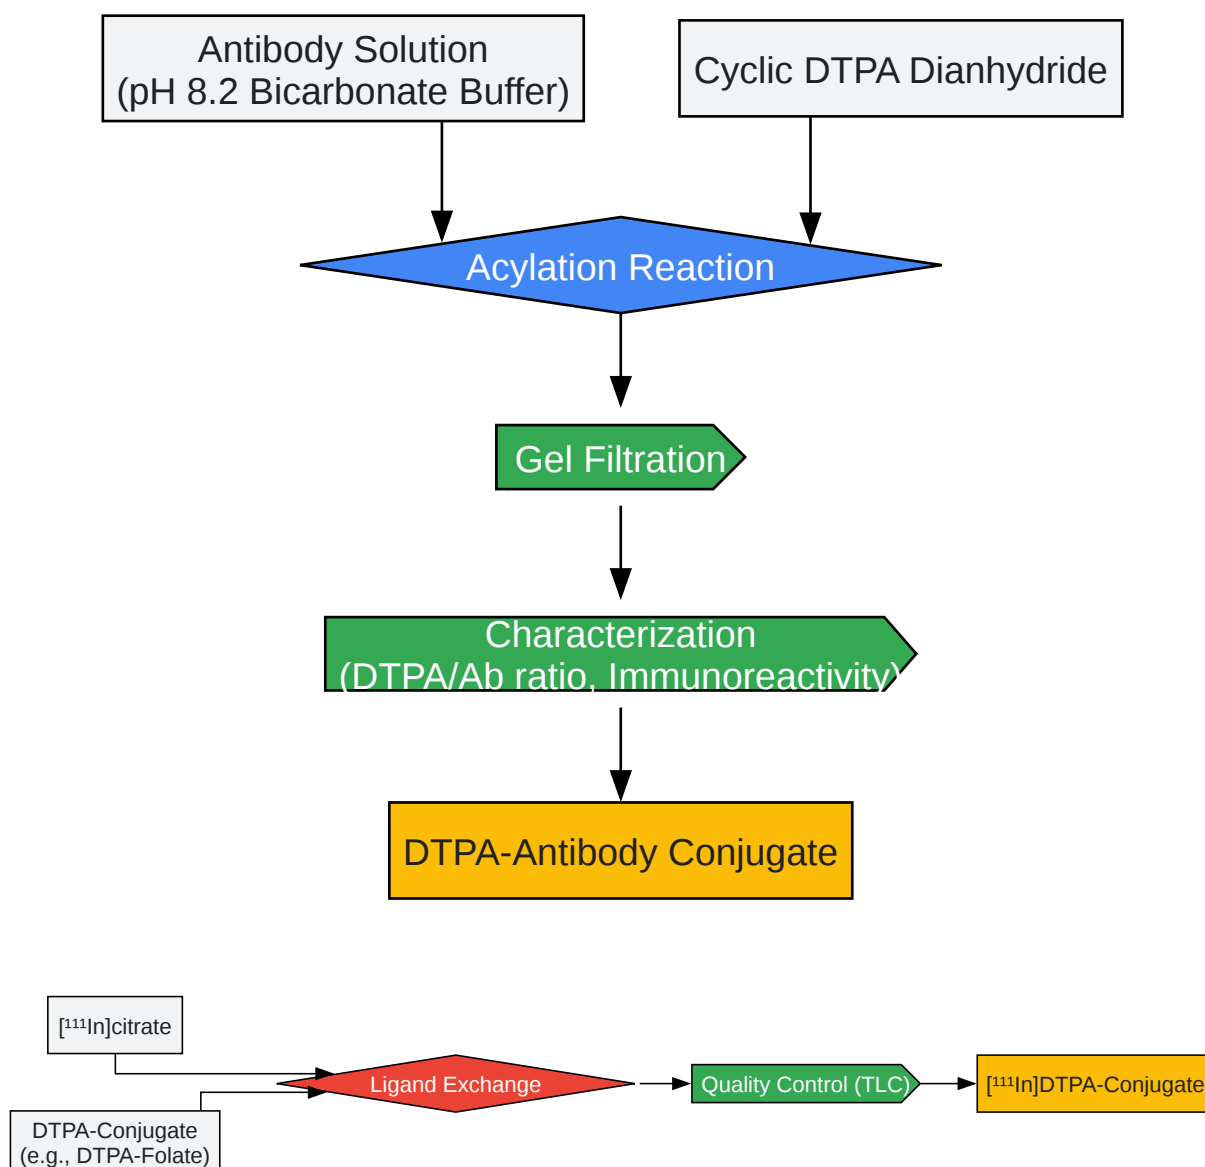 Antibody Solution
(pH 8.2 Bicarbonate Buffer)
Cyclic DTPA Dianhydride
Acylation Reaction
Gel Filtration
Characterization
(DTPA/Ab ratio, Immunoreactivity)
DTPA-Antibody Conjugate
[¹¹¹In]citrate
Ligand Exchange
Quality Control (TLC)
[¹¹¹In]DTPA-Conjugate
DTPA-Conjugate
(e.g., DTPA-Folate)